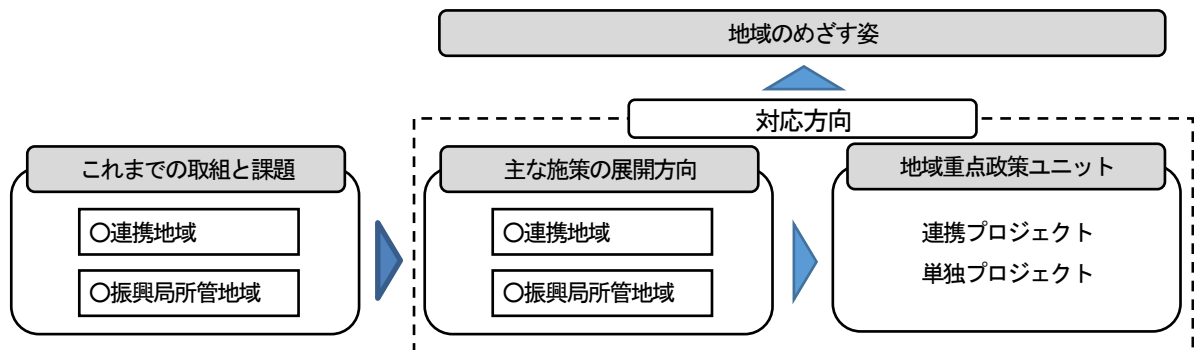 地域のめざす姿
対応方向
これまでの取組と課題
○連携地域
○振興局所管地域
主な施策の展開方向
○連携地域
○振興局所管地域
地域重点政策ユニット
連携プロジェクト
単独プロジェクト